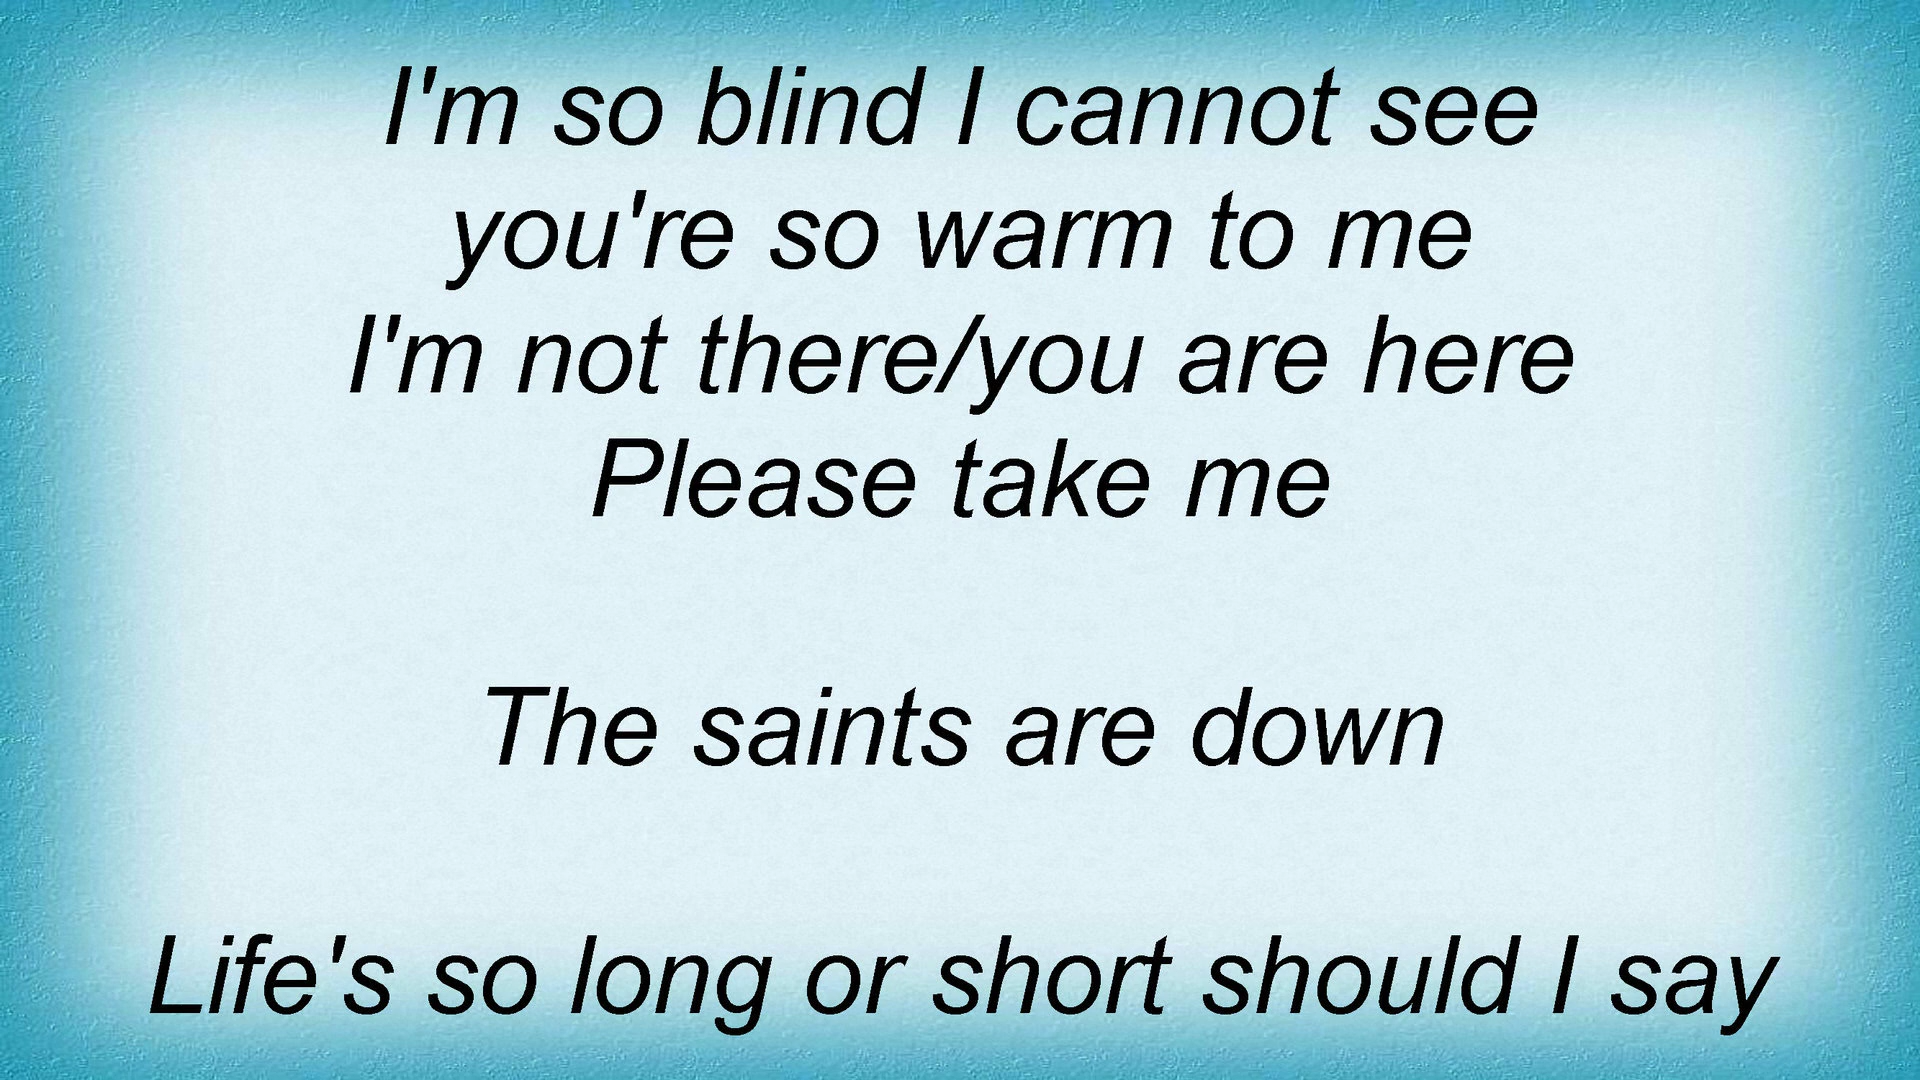 I'm so blind I cannot see
you're so warm to me
I'm not there/you are here
Please take me
The saints are down
Life's so long or short should I say